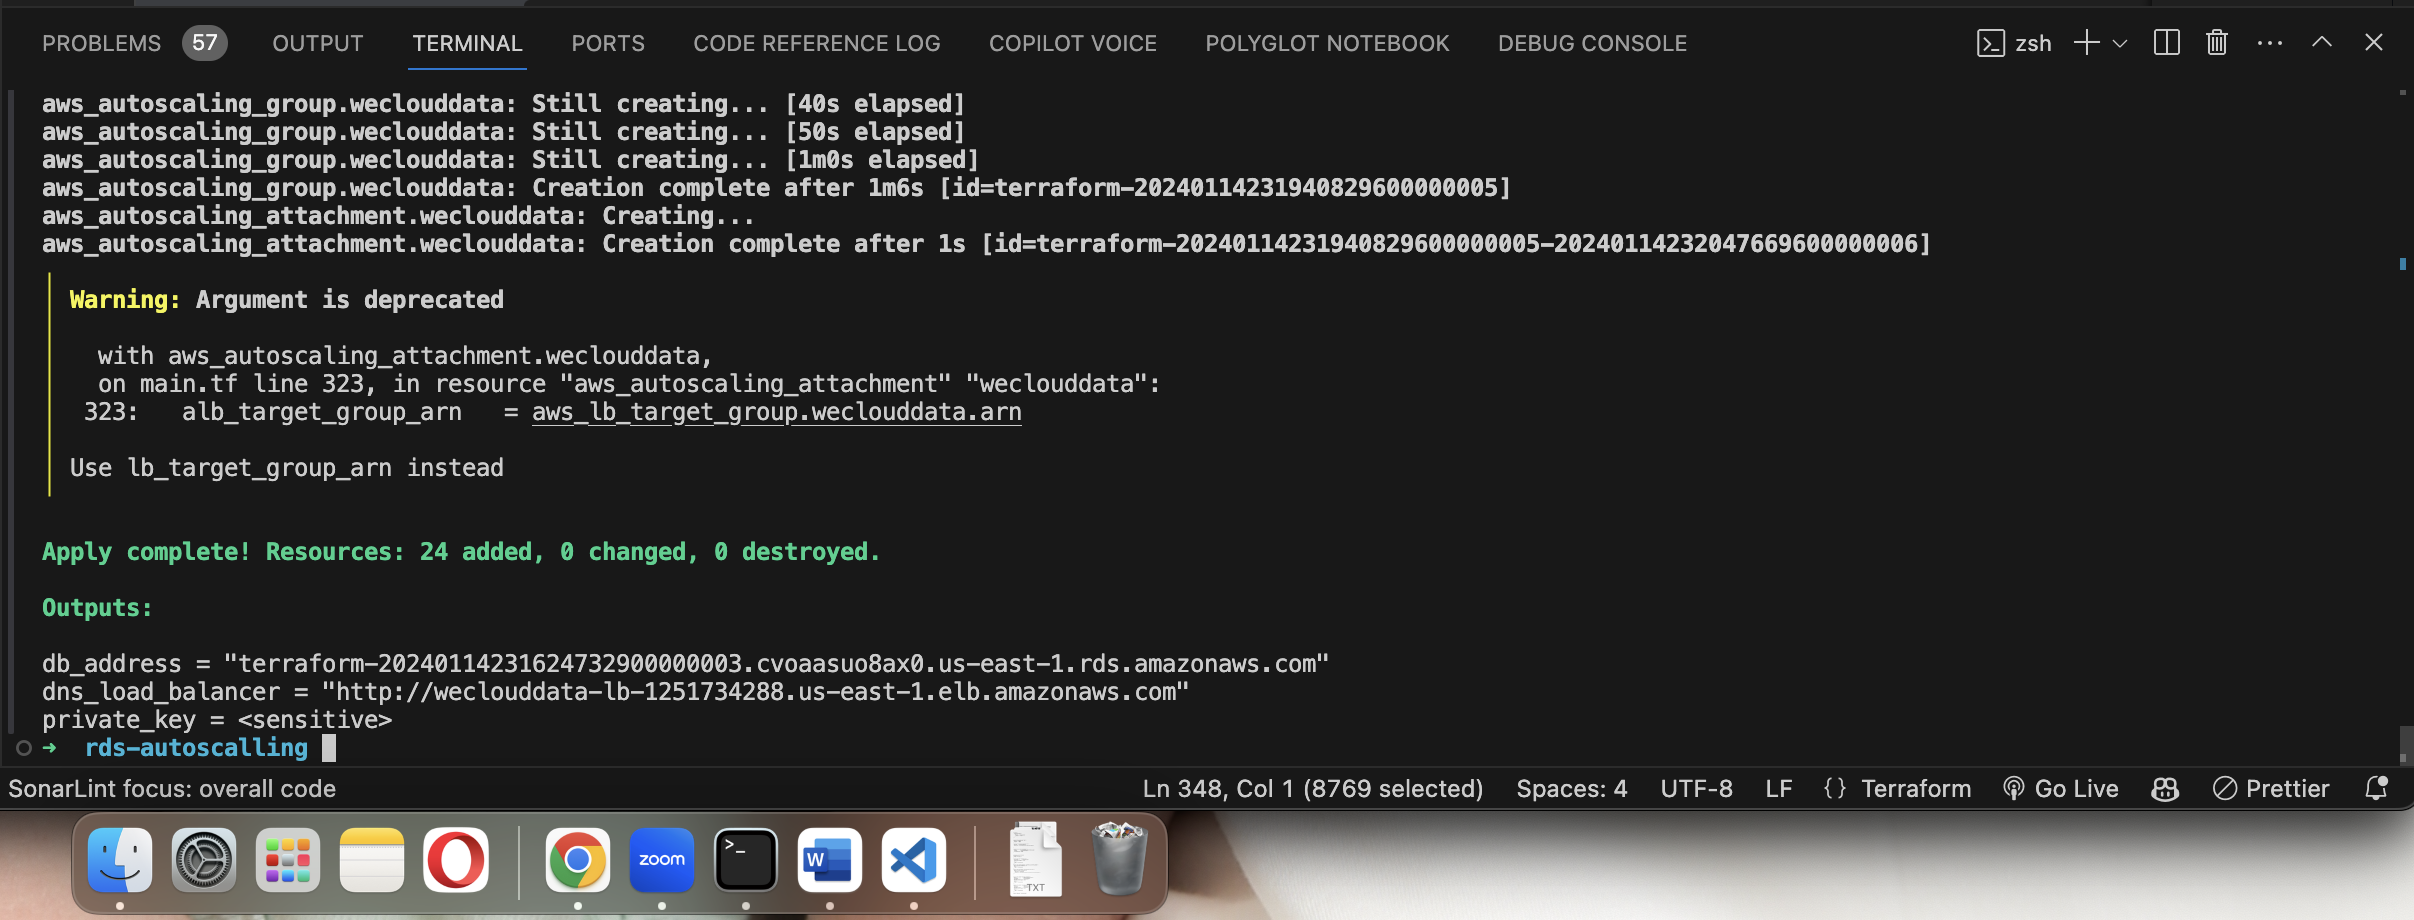 PROBLEMS 57 OUTPUT TERMINAL PORTS CODE REFERENCE LOG COPILOT VOICE POLYGLOT NOTEBOOK DEBUG CONSOLE zsh
aws_autoscaling_group.weclouddata: Still creating... [40s elapsed]
aws_autoscaling_group.weclouddata: Still creating... [50s elapsed]
aws_autoscaling_group.weclouddata: Still creating... [1m0s elapsed]
aws_autoscaling_group.weclouddata: Creation complete after 1m6s [id=terraform-20240114231940829600000005]
aws_autoscaling_attachment.weclouddata: Creating...
aws_autoscaling_attachment.weclouddata: Creation complete after 1s [id=terraform-20240114231940829600000005-20240114232047669600000006]
Warning: Argument is deprecated
with aws_autoscaling_attachment.weclouddata,
on main.tf line 323, in resource "aws_autoscaling_attachment" "weclouddata":
323: alb_target_group_arn = aws_lb_target_group.weclouddata.arn
Use lb_target_group_arn instead
Apply complete! Resources: 24 added, 0 changed, 0 destroyed.
Outputs:
db_address = "terraform-20240114231624732900000003.cvoaasuo8ax0.us-east-1.rds.amazonaws.com"
dns_load_balancer = "http://weclouddata-lb-1251734288.us-east-1.elb.amazonaws.com"
private_key = <sensitive>
→ rds-autoscalling
SonarLint focus: overall code Ln 348, Col 1 (8769 selected) Spaces: 4 UTF-8 LF {} Terraform Go Live Prettier
zoom >_ W TXT